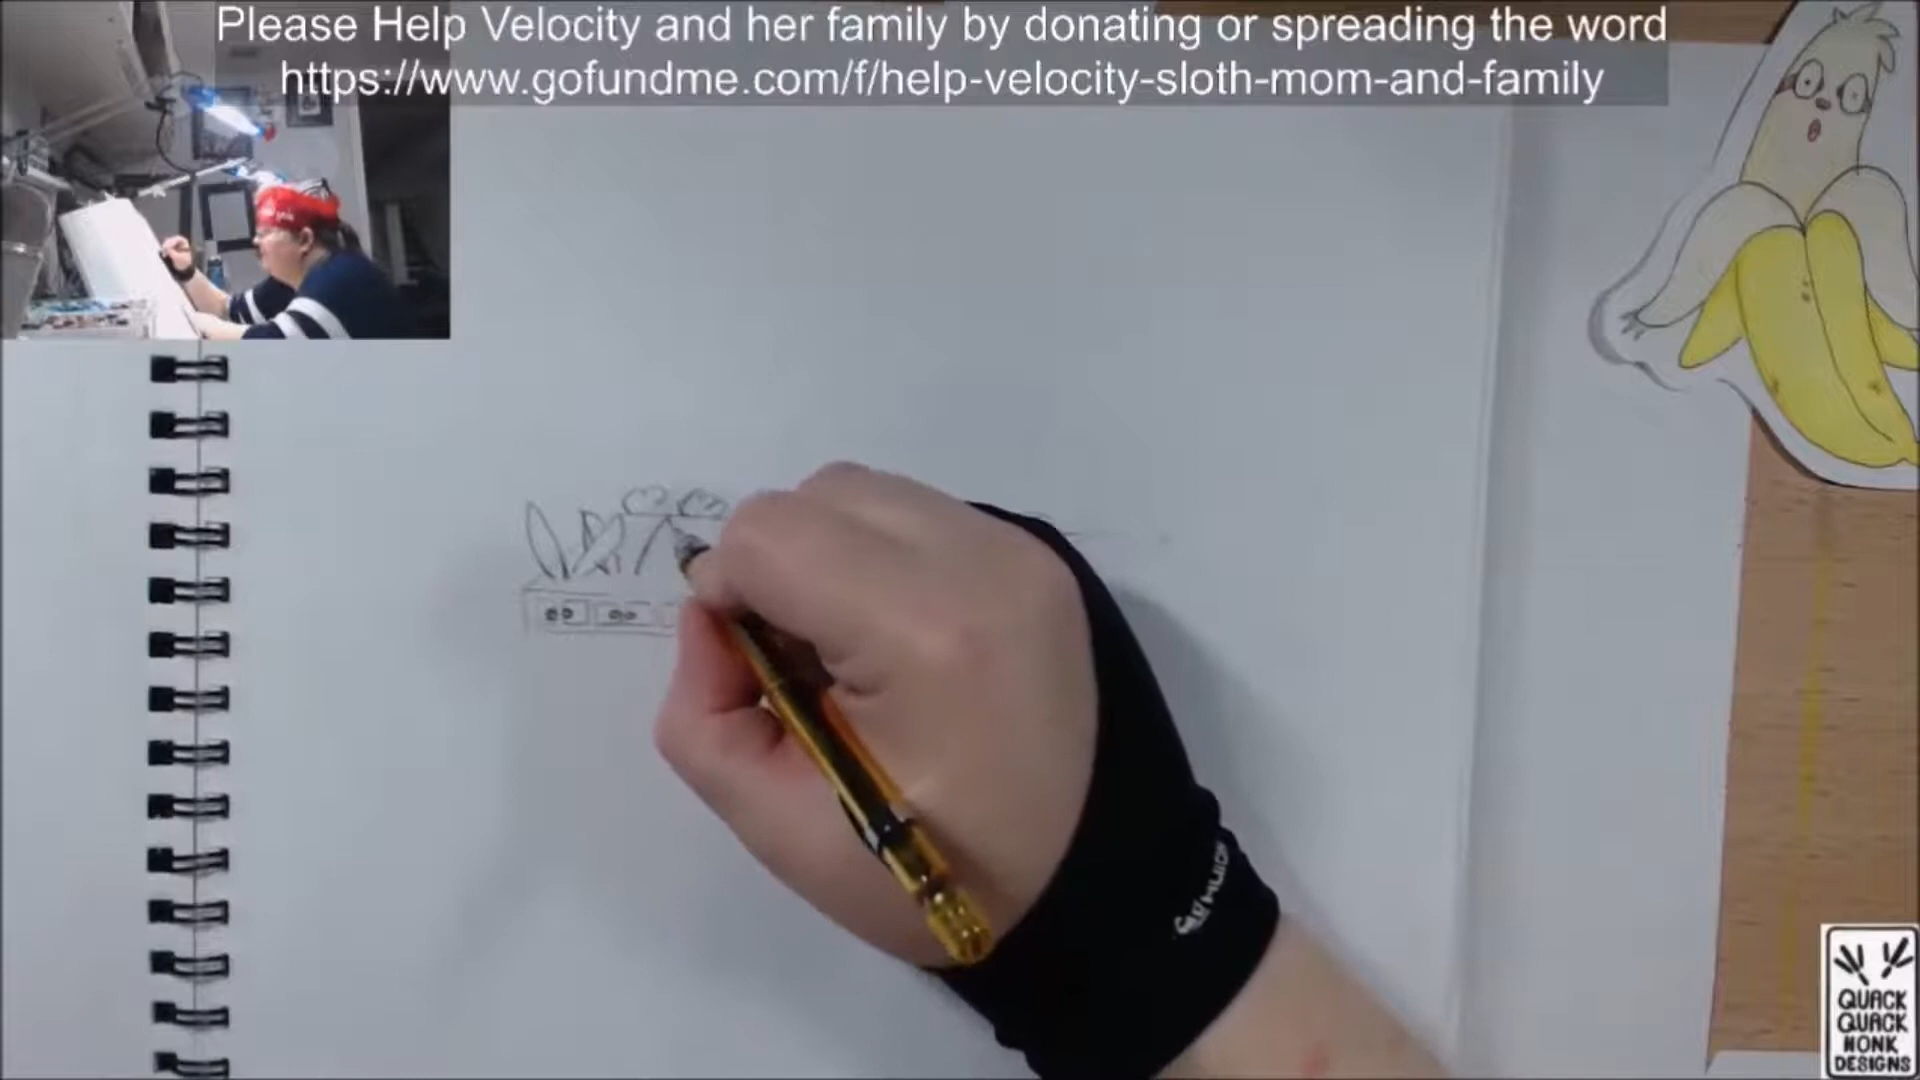 Please Help Velocity and her family by donating or spreading the word
https://www.gofundme.com/f/help-velocity-sloth-mom-and-family
QUACK
QUACK
HONK
DESIGNS